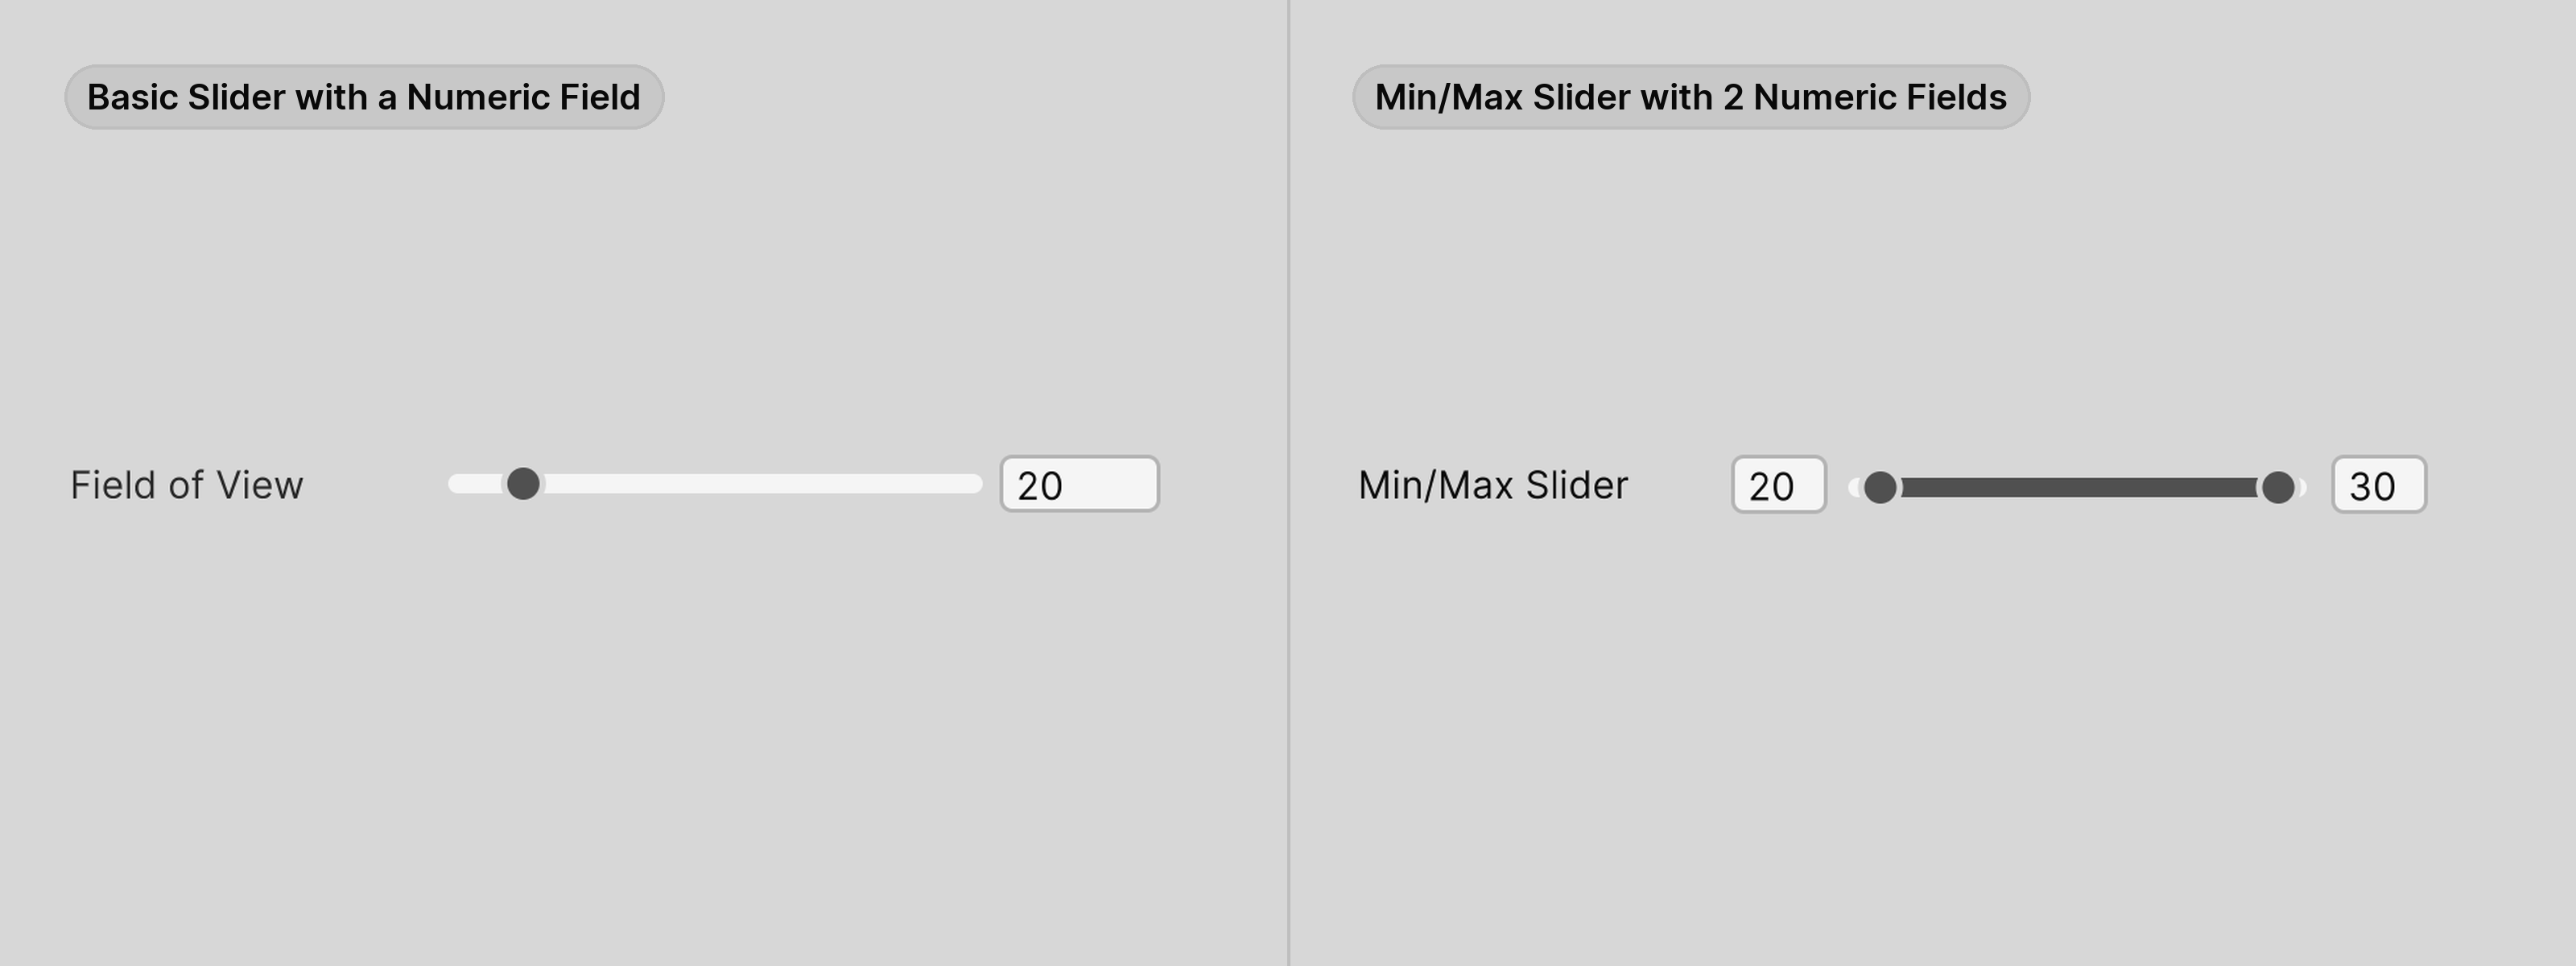 Basic Slider with a Numeric Field
Field of View
20
Min/Max Slider with 2 Numeric Fields
Min/Max Slider
20
30